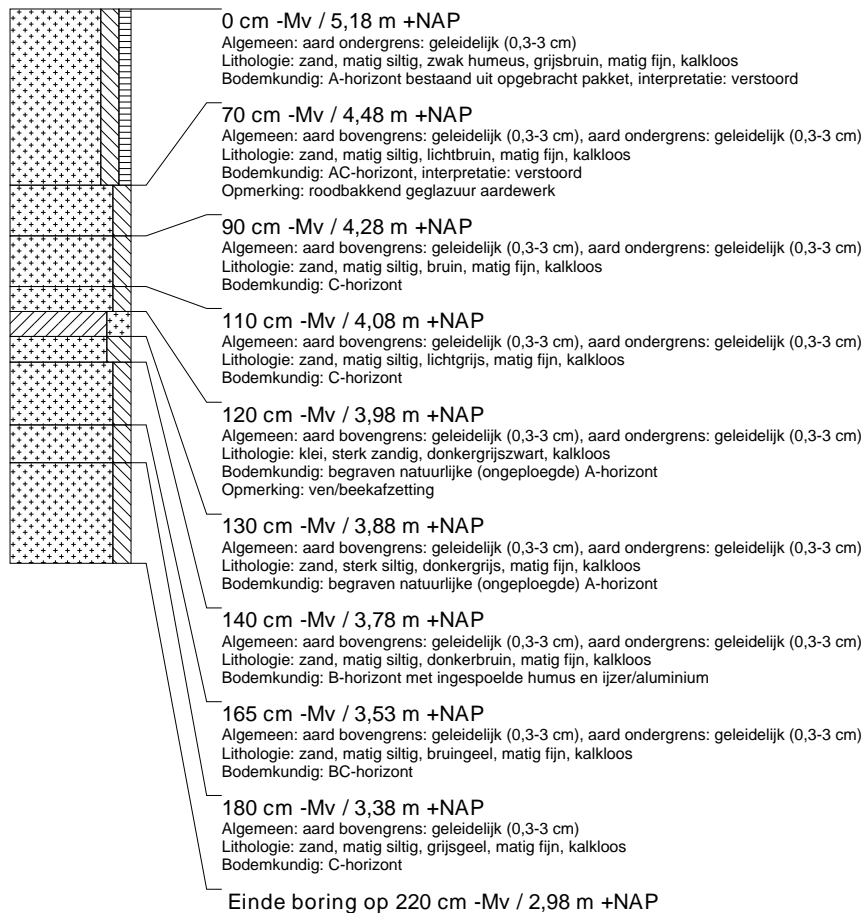 0 cm -Mv / 5,18 m +NAP
Algemeen: aard ondergrens: geleidelijk (0,3-3 cm)
Lithologie: zand, matig siltig, zwak humeus, grijsbruin, matig fijn, kalkloos
Bodemkundig: A-horizont bestaand uit opgebracht pakket, interpretatie: verstoord
70 cm -Mv / 4,48 m +NAP
Algemeen: aard bovengrens: geleidelijk (0,3-3 cm), aard ondergrens: geleidelijk (0,3-3 cm)
Lithologie: zand, matig siltig, lichtbruin, matig fijn, kalkloos
Bodemkundig: AC-horizont, interpretatie: verstoord
Opmerking: roodbakkend geglazuur aardewerk
90 cm -Mv / 4,28 m +NAP
Algemeen: aard bovengrens: geleidelijk (0,3-3 cm), aard ondergrens: geleidelijk (0,3-3 cm)
Lithologie: zand, matig siltig, bruin, matig fijn, kalkloos
Bodemkundig: C-horizont
110 cm -Mv / 4,08 m +NAP
Algemeen: aard bovengrens: geleidelijk (0,3-3 cm), aard ondergrens: geleidelijk (0,3-3 cm)
Lithologie: zand, matig siltig, lichtgrijs, matig fijn, kalkloos
Bodemkundig: C-horizont
120 cm -Mv / 3,98 m +NAP
Algemeen: aard bovengrens: geleidelijk (0,3-3 cm), aard ondergrens: geleidelijk (0,3-3 cm)
Lithologie: klei, sterk zandig, donkergrijszwart, kalkloos
Bodemkundig: begraven natuurlijke (ongeploegde) A-horizont
Opmerking: ven/beekafzetting
130 cm -Mv / 3,88 m +NAP
Algemeen: aard bovengrens: geleidelijk (0,3-3 cm), aard ondergrens: geleidelijk (0,3-3 cm)
Lithologie: zand, sterk siltig, donkergrijs, matig fijn, kalkloos
Bodemkundig: begraven natuurlijke (ongeploegde) A-horizont
140 cm -Mv / 3,78 m +NAP
Algemeen: aard bovengrens: geleidelijk (0,3-3 cm), aard ondergrens: geleidelijk (0,3-3 cm)
Lithologie: zand, matig siltig, donkerbruin, matig fijn, kalkloos
Bodemkundig: B-horizont met ingespoelde humus en ijzer/aluminium
165 cm -Mv / 3,53 m +NAP
Algemeen: aard bovengrens: geleidelijk (0,3-3 cm), aard ondergrens: geleidelijk (0,3-3 cm)
Lithologie: zand, matig siltig, bruingeel, matig fijn, kalkloos
Bodemkundig: BC-horizont
180 cm -Mv / 3,38 m +NAP
Algemeen: aard bovengrens: geleidelijk (0,3-3 cm)
Lithologie: zand, matig siltig, grijsgeel, matig fijn, kalkloos
Bodemkundig: C-horizont
Einde boring op 220 cm -Mv / 2,98 m +NAP